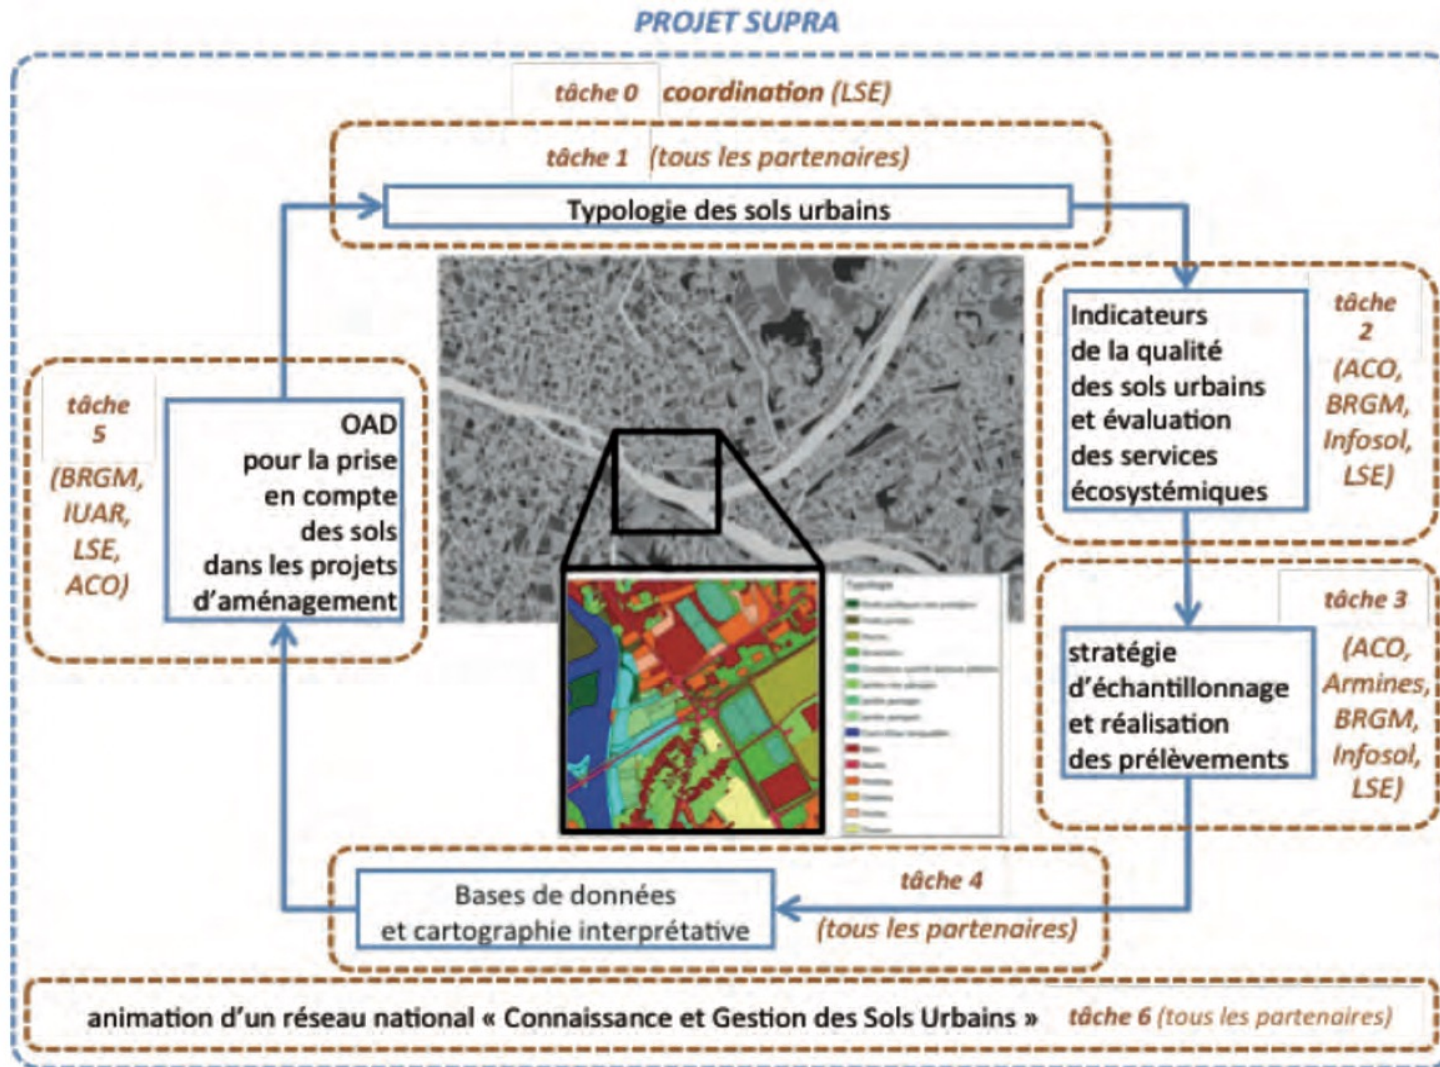 PROJET SUPRA
tâche 0 coordination (LSE)
tâche 1 (tous les partenaires)
Typologie des sols urbains
Indicateurs
de la qualité
des sols urbains
et évaluation
des services
écosystémiques
tâche
2
(ACO,
BRGM,
Infosol,
LSE)
tâche 3
stratégie
d'échantillonnage
et réalisation
des prélèvements
(ACO,
Armines,
BRGM,
Infosol,
LSE)
tâche 4
(tous les partenaires)
Bases de données
et cartographie interprétative
tâche
5
(BRGM,
IUAR,
LSE,
ACO)
OAD
pour la prise
en compte
des sols
dans les projets
d'aménagement
Typologie
animation d'un réseau national « Connaissance et Gestion des Sols Urbains » tâche 6 (tous les partenaires)